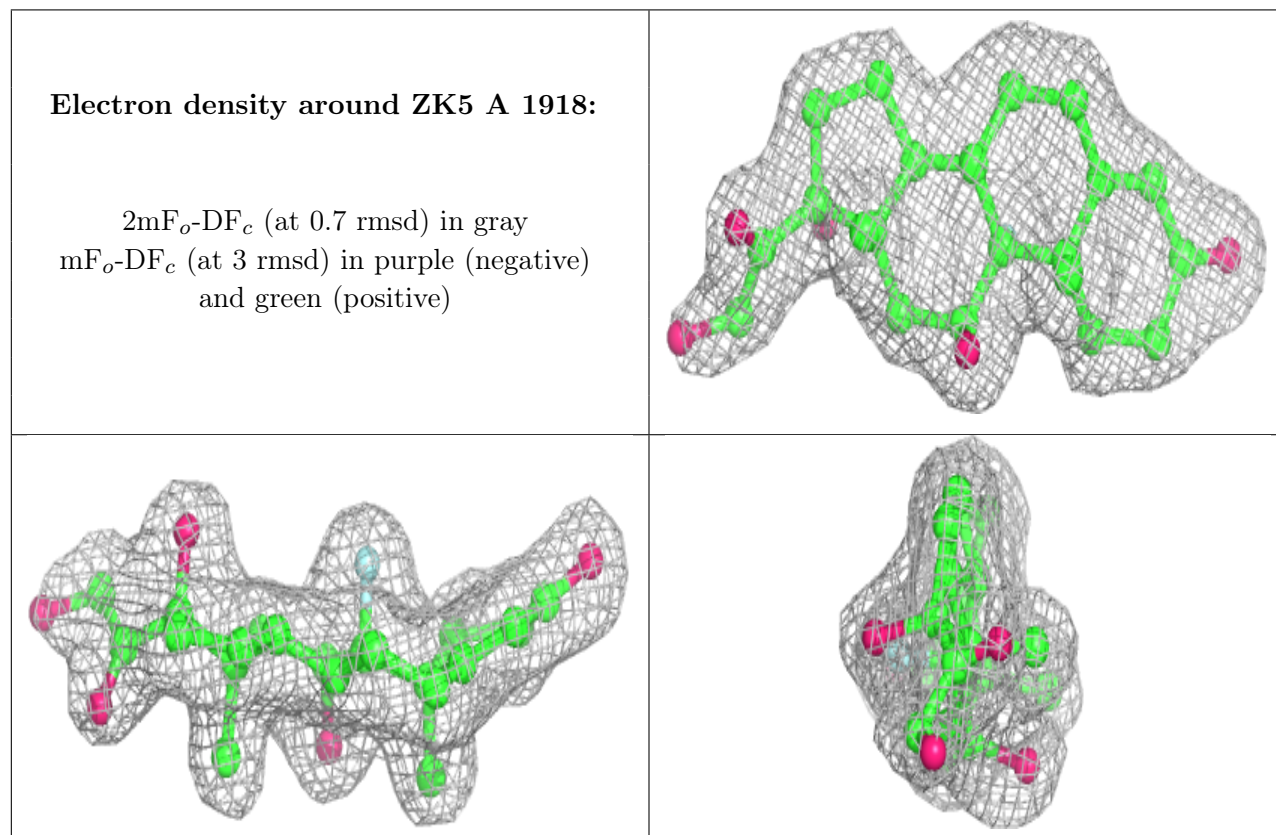 Electron density around ZK5 A 1918:
2mFo-DFc (at 0.7 rmsd) in gray
mFo-DFc (at 3 rmsd) in purple (negative)
and green (positive)